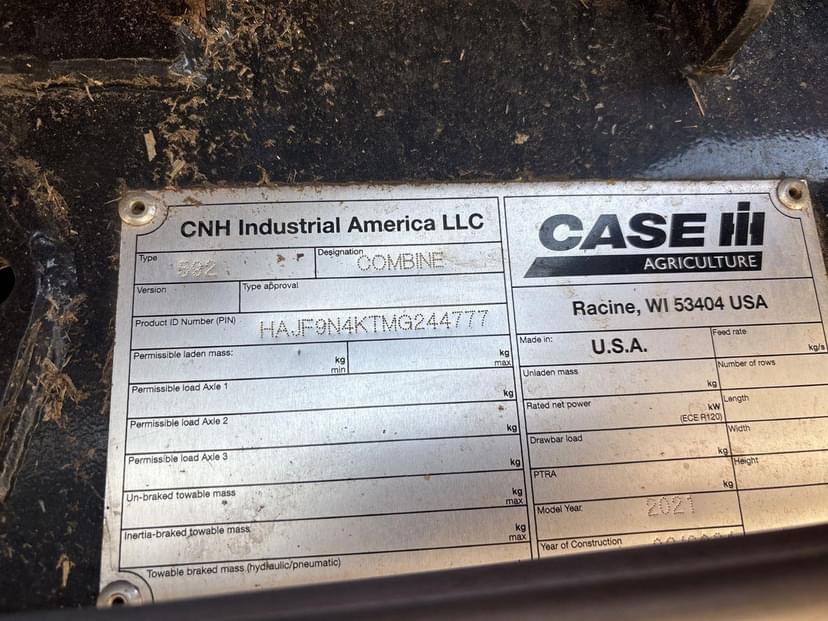 CNH Industrial America LLC
Type
592
Designation
COMBINE
Version
Type approval
Product ID Number (PIN)
HAJF9N4KTMG244777
Permissible laden mass:
kg
min
kg
max
Permissible load Axle 1
kg
Permissible load Axle 2
kg
Permissible load Axle 3
kg
Un-braked towable mass
kg
max
Inertia-braked towable mass
kg
max
Towable braked mass (hydraulic/pneumatic)
CASE IH
AGRICULTURE
Racine, WI 53404 USA
Made in:
U.S.A.
Feed rate
kg/s
Unladen mass
kg
Number of rows
Rated net power
kW
(ECE R120)
Length
Drawbar load
kg
Width
PTRA
kg
Height
Model Year
2021
Year of Construction